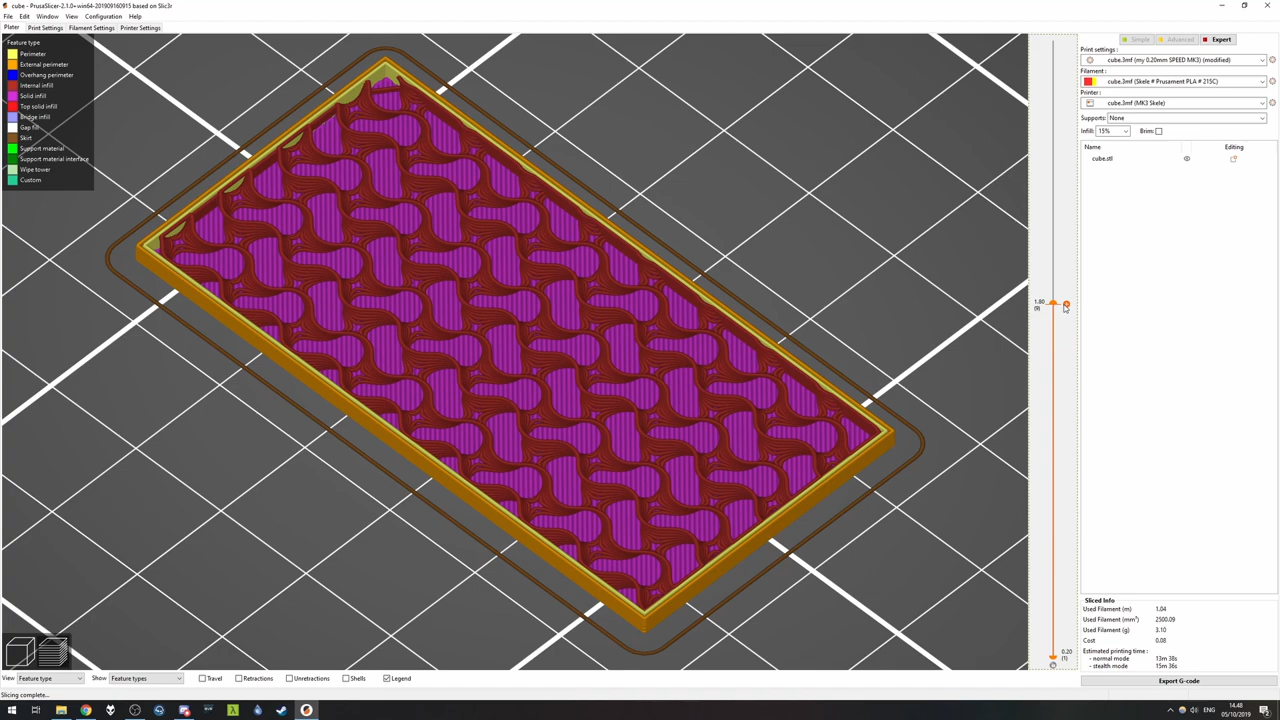 cube - PrusaSlicer-2.1.0+win64-201909160915 based on Slic3r
File Edit Window View Configuration Help
Plater Print Settings Filament Settings Printer Settings
Feature type
Perimeter
External perimeter
Overhang perimeter
Internal infill
Solid infill
Top solid infill
Bridge infill
Gap fill
Skirt
Support material
Support material interface
Wipe tower
Custom
1.80
(9)
0.20
(1)
Simple Advanced Expert
Print settings :
cube.3mf (my 0.20mm SPEED MK3) (modified)
Filament :
cube.3mf (Skele # Prusament PLA # 215C)
Printer :
cube.3mf (MK3 Skele)
Supports: None
Infill: 15% Brim:
Name Editing
cube.stl
Sliced Info
Used Filament (m) 1.04
Used Filament (mm³) 2500.09
Used Filament (g) 3.10
Cost 0.08
Estimated printing time :
- normal mode 13m 38s
- stealth mode 15m 36s
Export G-code
View Feature type Show Feature types Travel Retractions Unretractions Shells Legend
Slicing complete...
ENG
14.48
05/10/2019